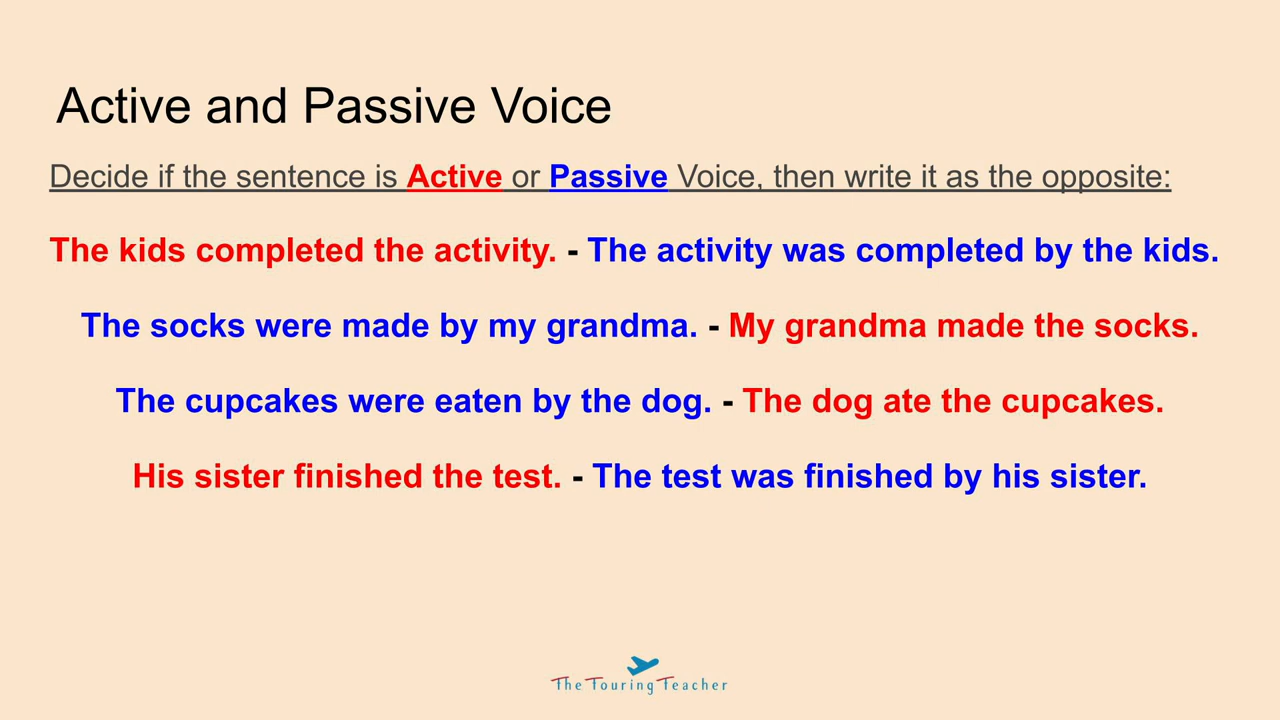 Active and Passive Voice
Decide if the sentence is Active or Passive Voice, then write it as the opposite:
The kids completed the activity. - The activity was completed by the kids.
The socks were made by my grandma. - My grandma made the socks.
The cupcakes were eaten by the dog. - The dog ate the cupcakes.
His sister finished the test. - The test was finished by his sister.
The Touring Teacher